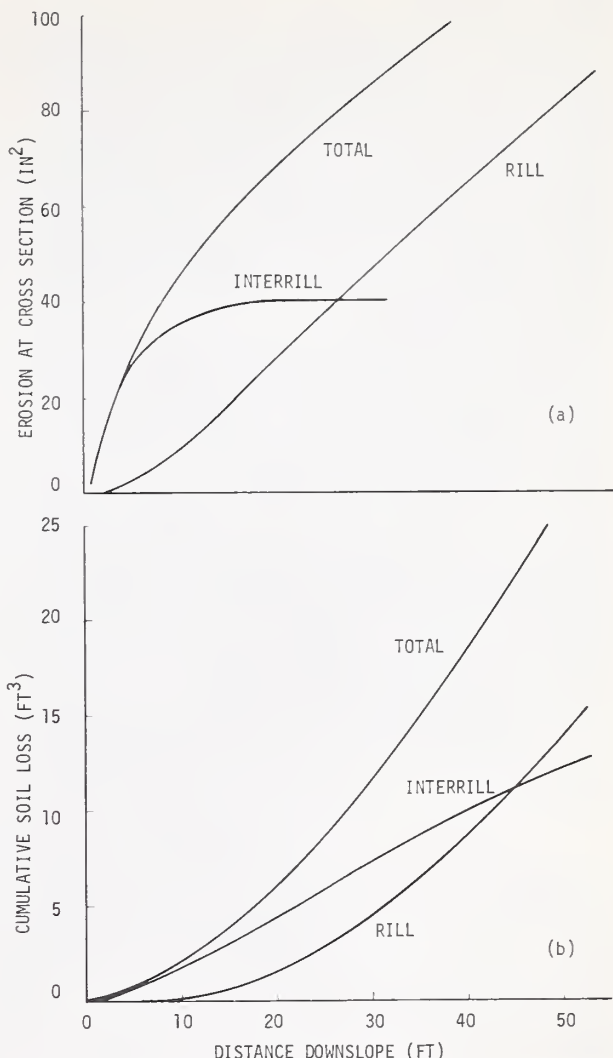 100
80
60
40
20
0
EROSION AT CROSS SECTION (IN²)
TOTAL
RILL
INTERRILL
(a)
25
20
15
10
5
0
CUMULATIVE SOIL LOSS (FT³)
TOTAL
INTERRILL
RILL
(b)
0 10 20 30 40 50
DISTANCE DOWNSLOPE (FT)